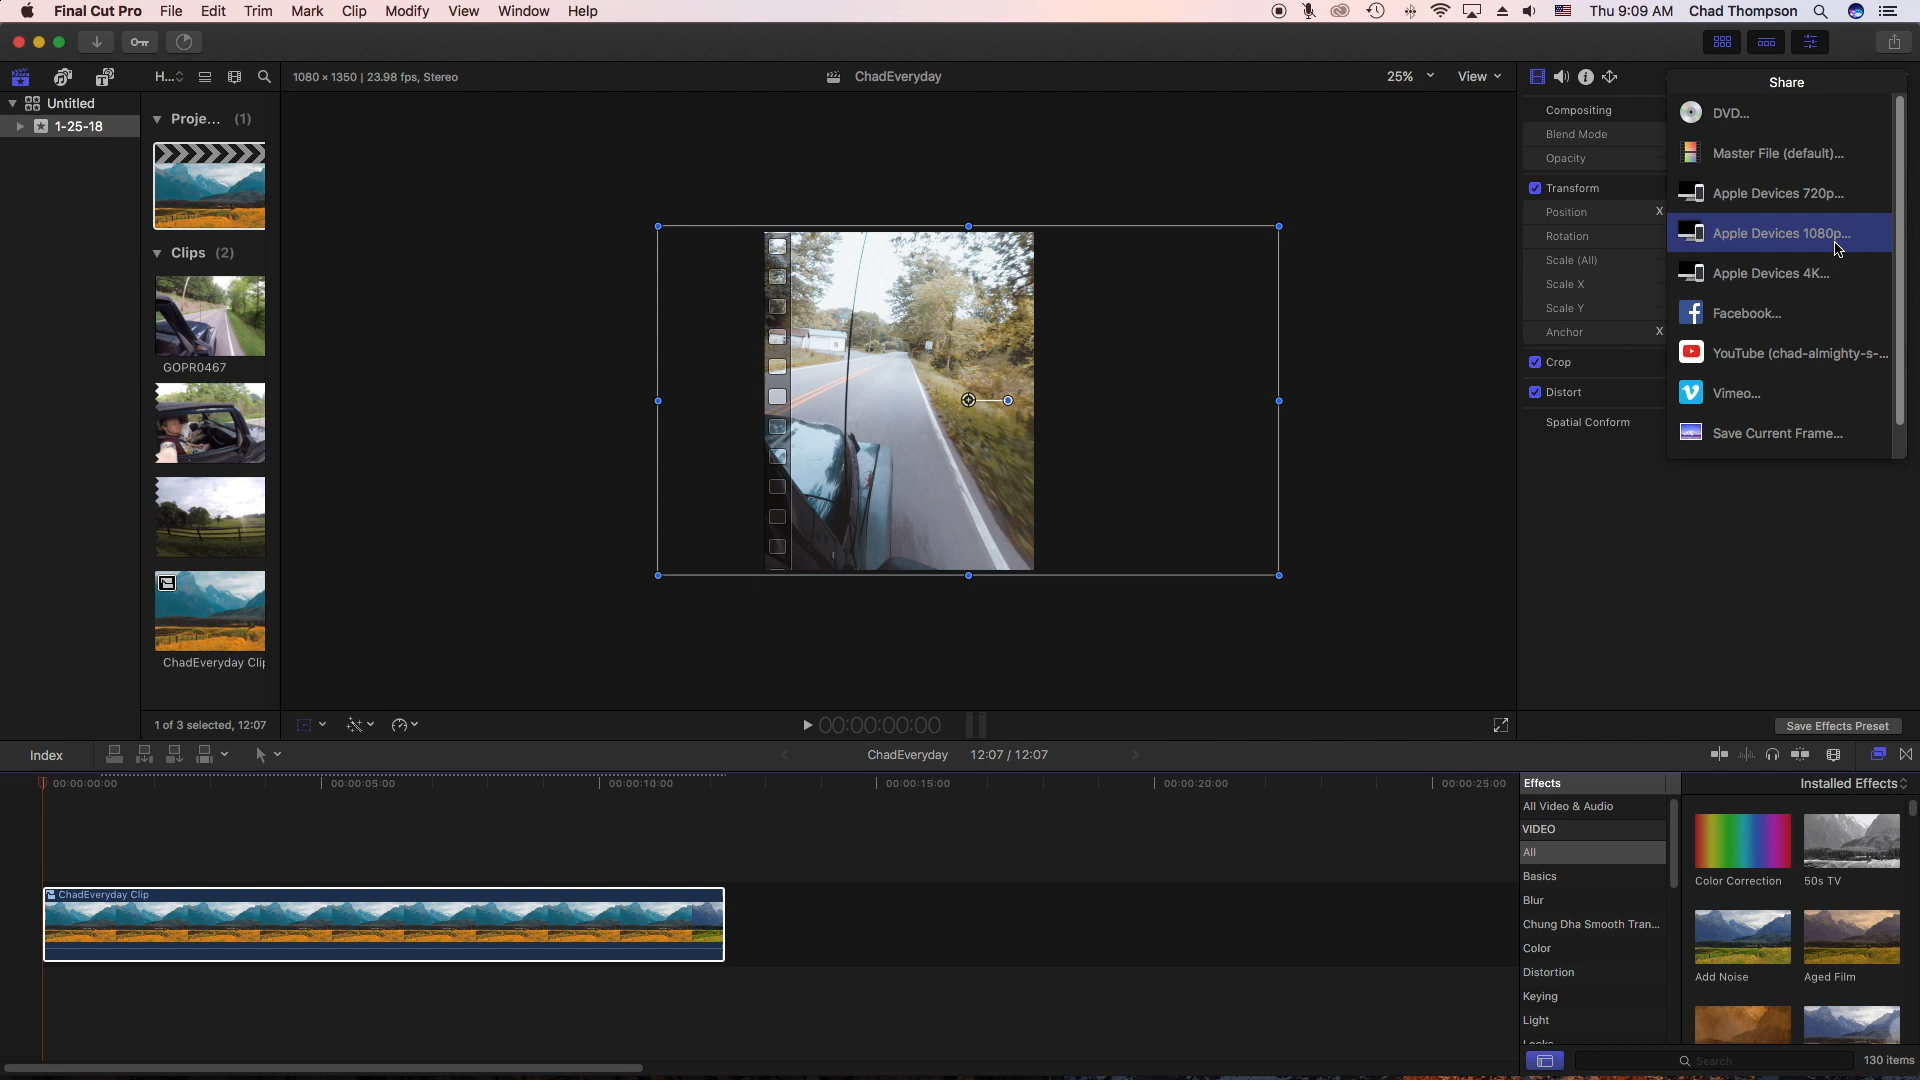 Final Cut Pro File Edit Trim Mark Clip Modify View Window Help Thu 9:09 AM Chad Thompson
H... 1080 × 1350 | 23.98 fps, Stereo ChadEveryday 25% View
Untitled
1-25-18
Proje... (1)
Clips (2)
GOPR0467
ChadEveryday Cli
Compositing
Blend Mode
Opacity
Transform
Position X
Rotation
Scale (All)
Scale X
Scale Y
Anchor X
Crop
Distort
Spatial Conform
Share
DVD...
Master File (default)...
Apple Devices 720p...
Apple Devices 1080p...
Apple Devices 4K...
Facebook...
YouTube (chad-almighty-s-...
Vimeo...
Save Current Frame...
1 of 3 selected, 12:07 00:00:00:00 Save Effects Preset
Index ChadEveryday 12:07 / 12:07
00:00:00:00 00:00:05:00 00:00:10:00 00:00:15:00 00:00:20:00 00:00:25:00
ChadEveryday Clip
Effects Installed Effects
All Video & Audio
VIDEO
All
Basics
Blur
Chung Dha Smooth Tran...
Color
Distortion
Keying
Light
Looks
Color Correction 50s TV
Add Noise Aged Film
Search 130 items